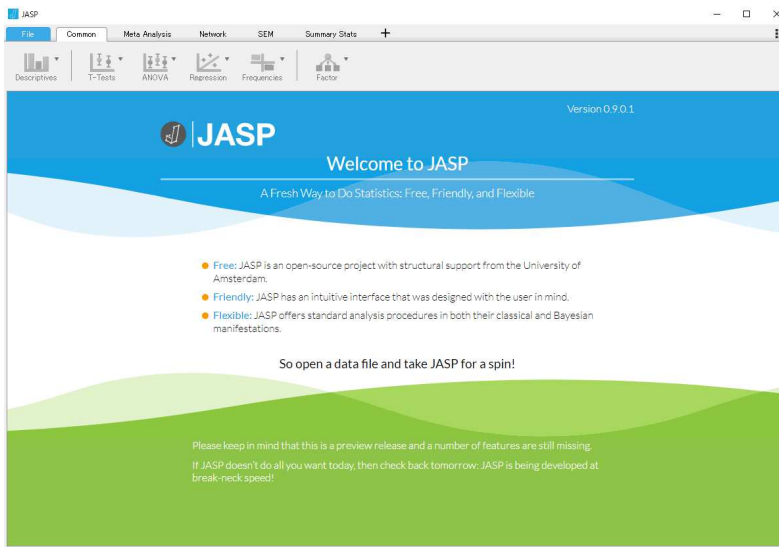 JASP
File Common Meta Analysis Network SEM Summary Stats +
Descriptives T-Tests ANOVA Regression Frequencies Factor
Version 0.9.0.1
JASP
Welcome to JASP
A Fresh Way to Do Statistics: Free, Friendly, and Flexible
Free: JASP is an open-source project with structural support from the University of
Amsterdam.
Friendly: JASP has an intuitive interface that was designed with the user in mind.
Flexible: JASP offers standard analysis procedures in both their classical and Bayesian
manifestations.
So open a data file and take JASP for a spin!
Please keep in mind that this is a preview release and a number of features are still missing.
If JASP doesn't do all you want today, then check back tomorrow: JASP is being developed at
break-neck speed!